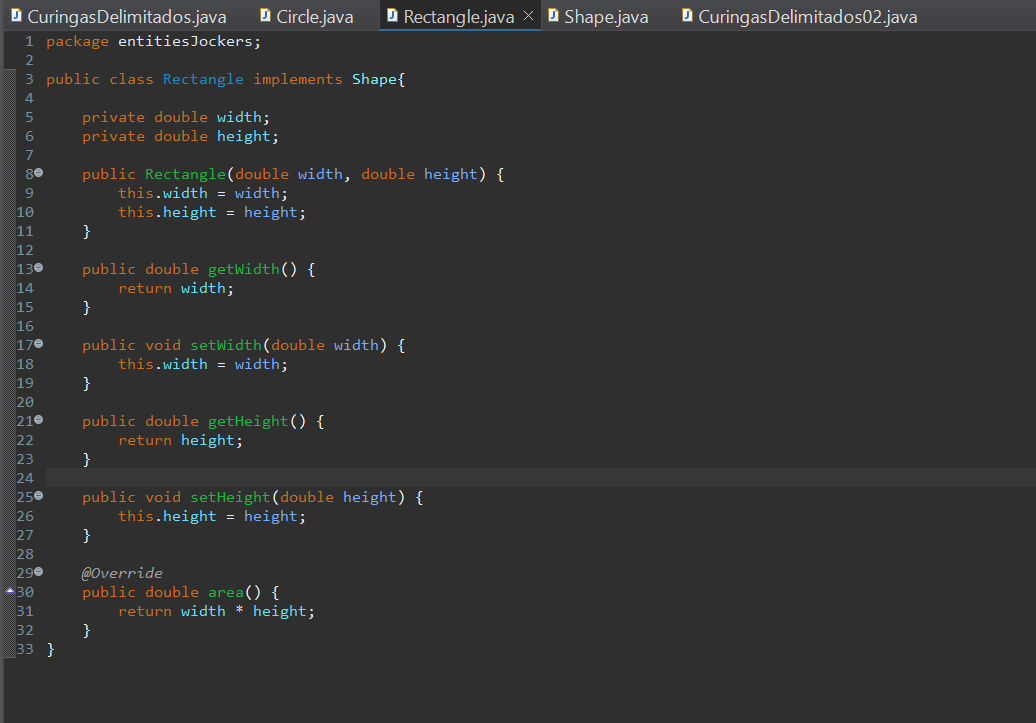 CuringasDelimitados.java Circle.java Rectangle.java Shape.java CuringasDelimitados02.java
1 package entitiesJockers;
2
3 public class Rectangle implements Shape{
4
5     private double width;
6     private double height;
7
8     public Rectangle(double width, double height) {
9         this.width = width;
10         this.height = height;
11     }
12
13     public double getWidth() {
14         return width;
15     }
16
17     public void setWidth(double width) {
18         this.width = width;
19     }
20
21     public double getHeight() {
22         return height;
23     }
24
25     public void setHeight(double height) {
26         this.height = height;
27     }
28
29     @Override
30     public double area() {
31         return width * height;
32     }
33 }